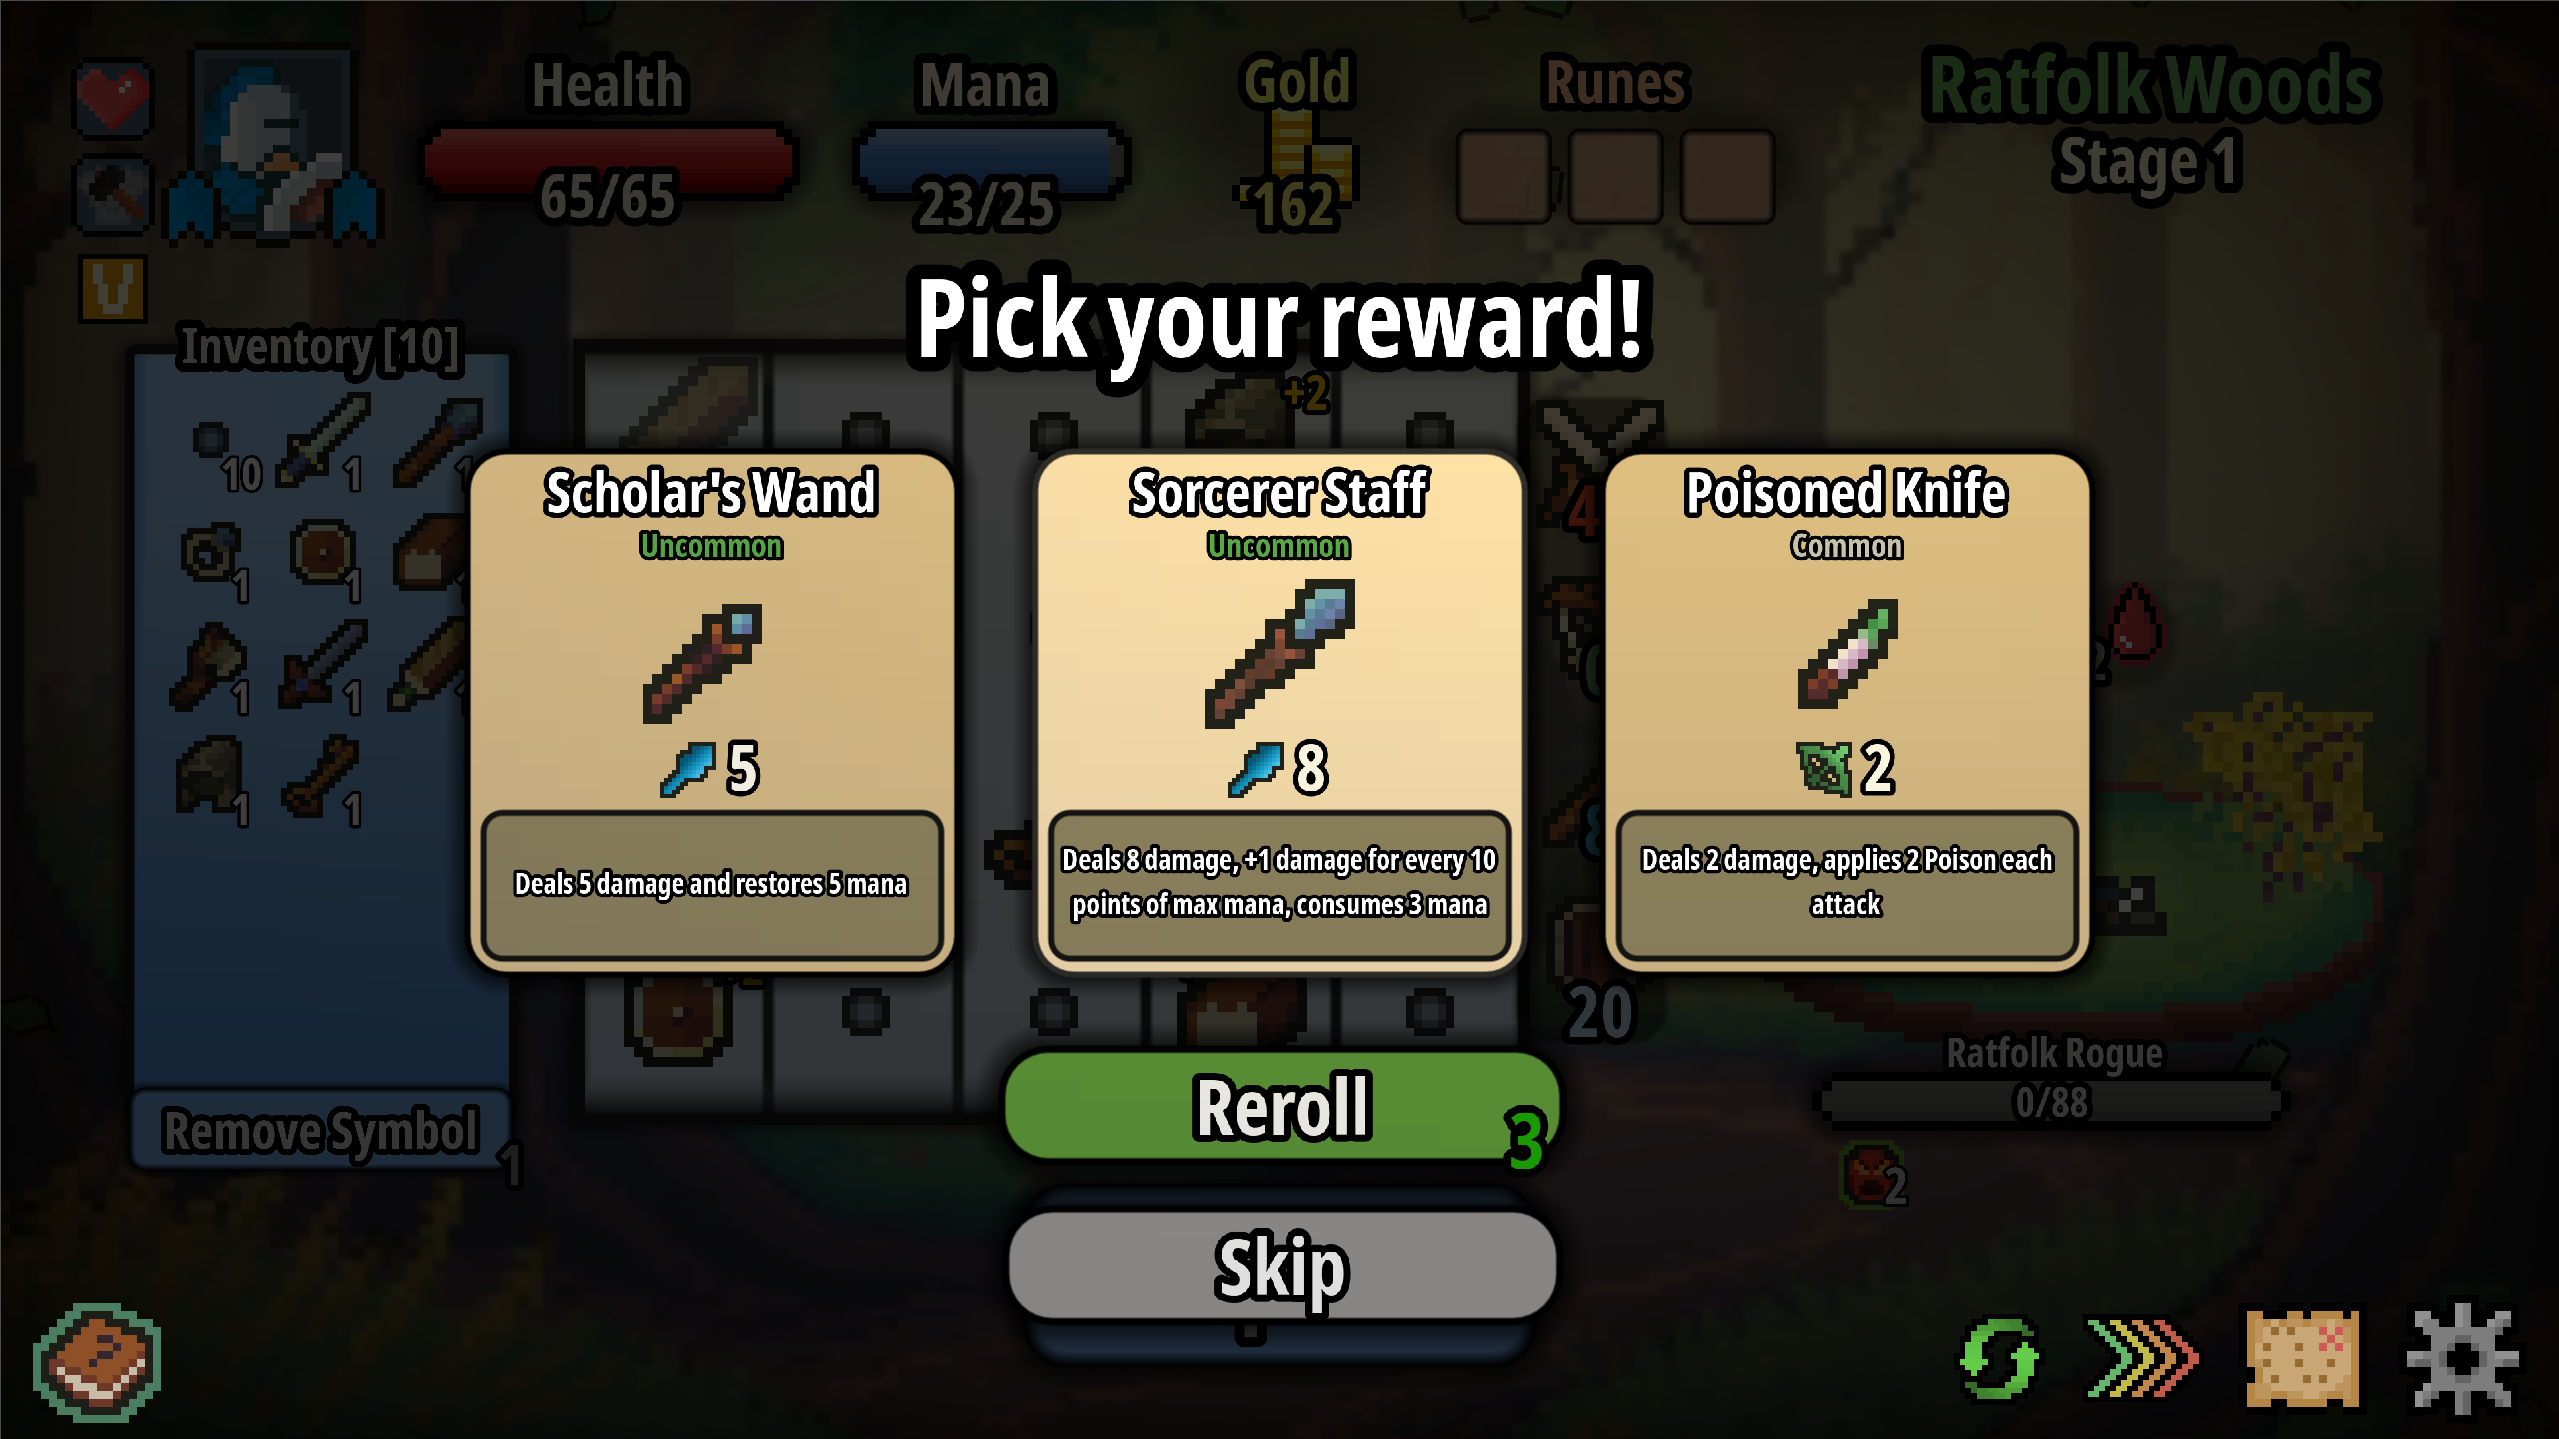 Health
Mana
Gold
Runes
Ratfolk Woods
Stage 1
65/65
23/25
162
V
Pick your reward!
Inventory [10]
+2
10
1
1
1
1
1
1
1
1
4
Scholar's Wand
Uncommon
5
Deals 5 damage and restores 5 mana
Sorcerer Staff
Uncommon
8
Deals 8 damage, +1 damage for every 10
points of max mana, consumes 3 mana
Poisoned Knife
Common
2
Deals 2 damage, applies 2 Poison each
attack
2
20
Remove Symbol
1
Reroll
3
Skip
Ratfolk Rogue
0/88
2